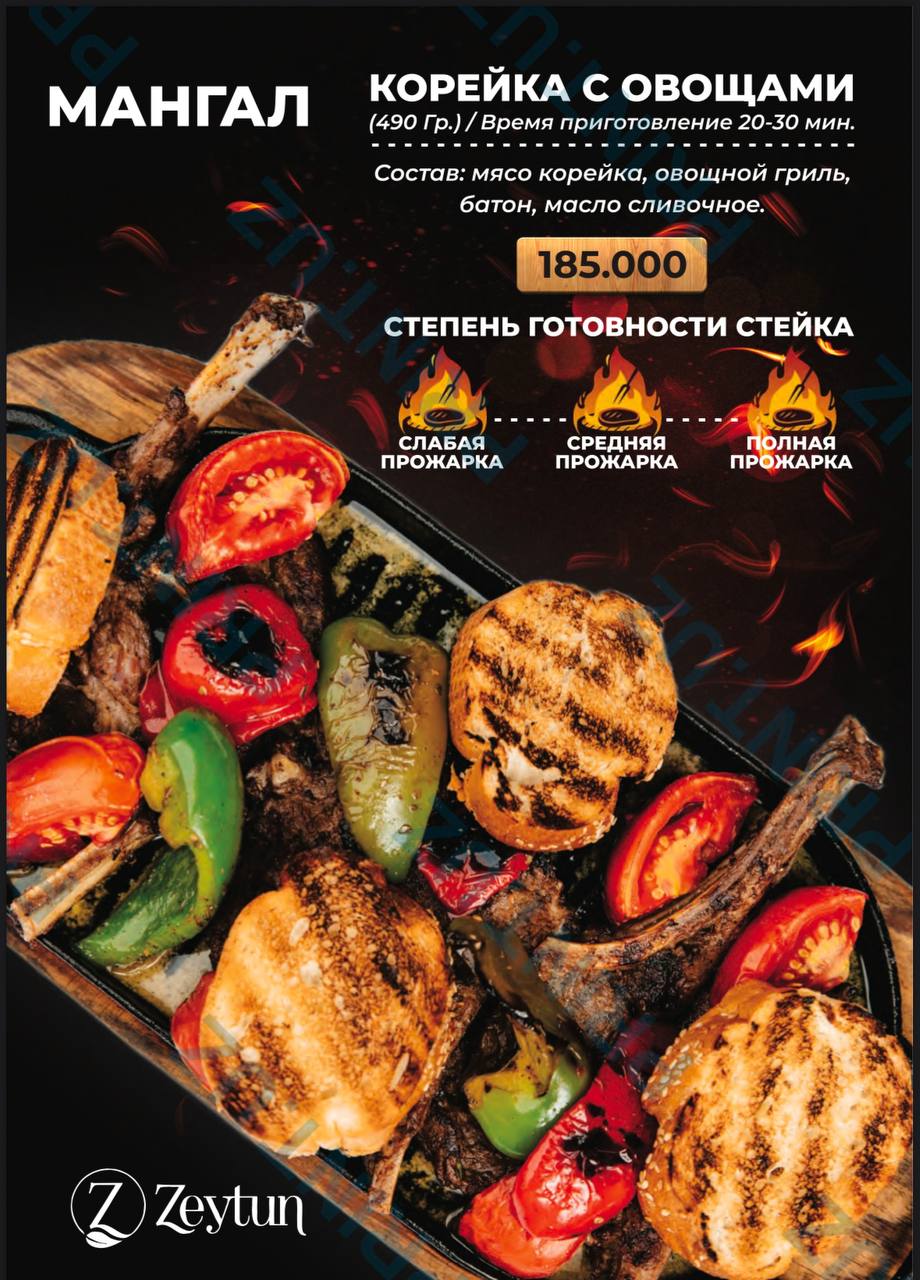 МАНГАЛ
КОРЕЙКА С ОВОЩАМИ
(490 Гр.) / Время приготовление 20-30 мин.
Состав: мясо корейка, овощной гриль,
батон, масло сливочное.
185.000
СТЕПЕНЬ ГОТОВНОСТИ СТЕЙКА
СЛАБАЯ
ПРОЖАРКА
СРЕДНЯЯ
ПРОЖАРКА
ПОЛНАЯ
ПРОЖАРКА
Z Zeytun